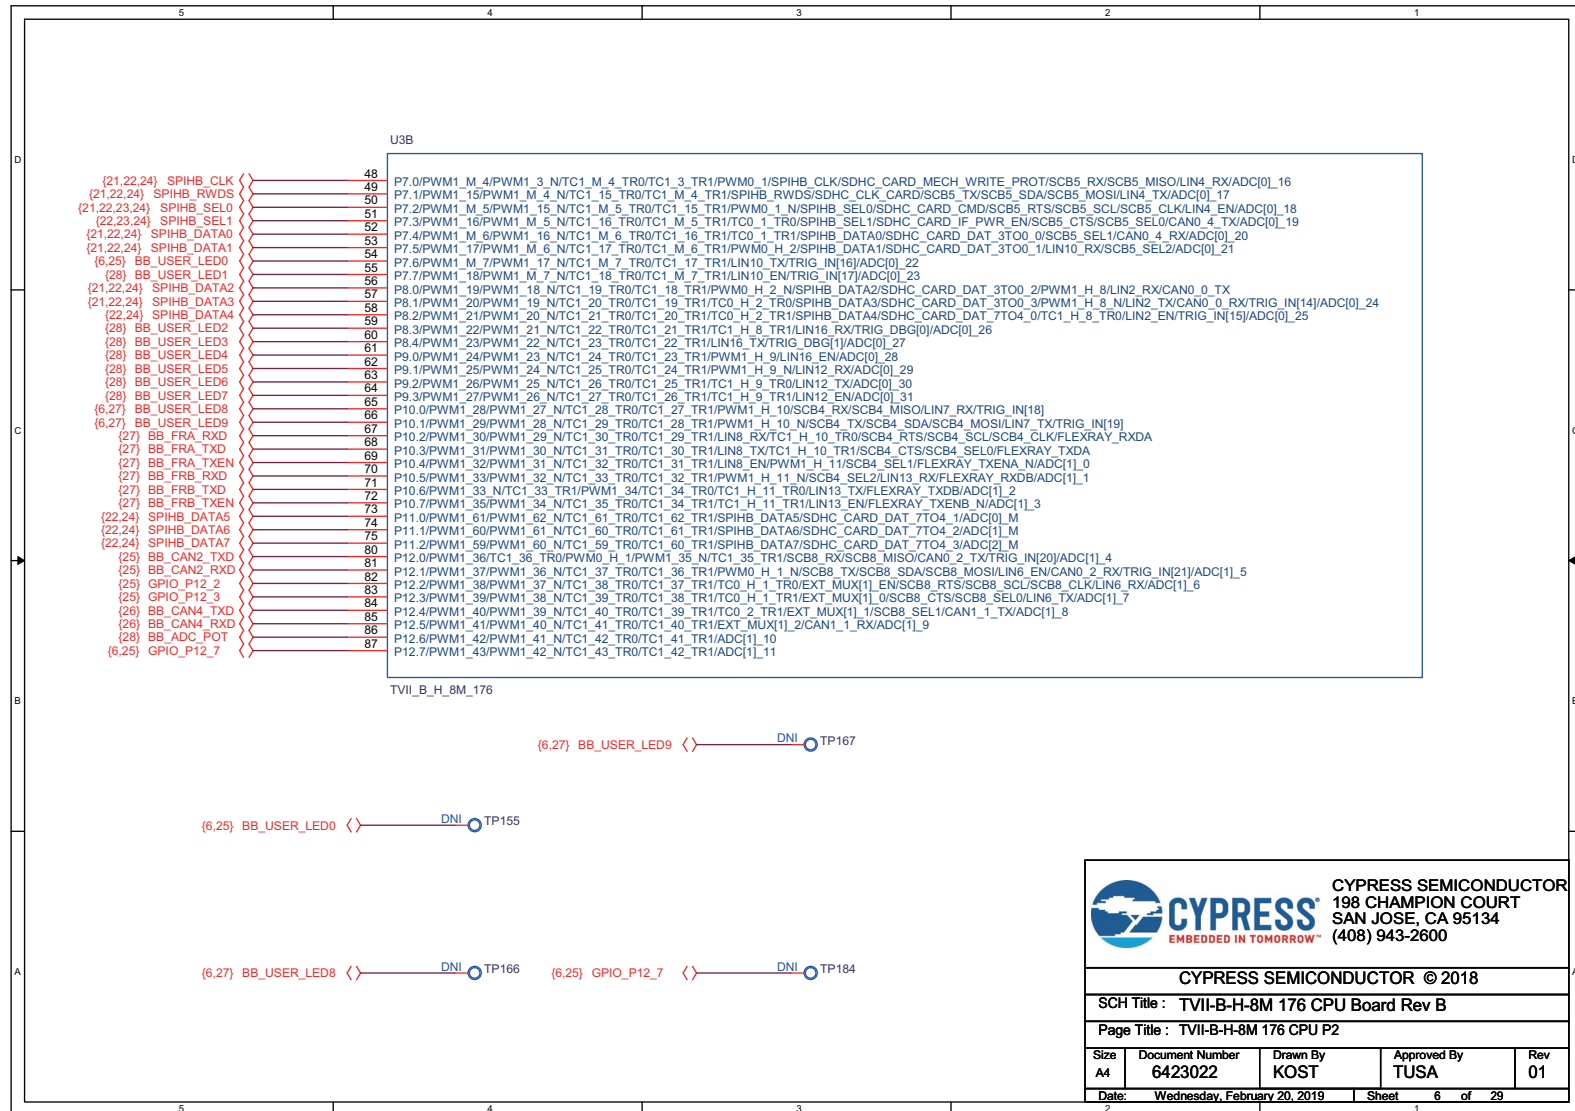 5 4 3 2 1
D D
C C
B B
A A
U3B
{21,22,24} SPIHB_CLK 48 P7.0/PWM1_M_4/PWM1_3_N/TC1_M_4_TR0/TC1_3_TR1/PWM0_1/SPIHB_CLK/SDHC_CARD_MECH_WRITE_PROT/SCB5_RX/SCB5_MISO/LIN4_RX/ADC[0]_16
{21,22,24} SPIHB_RWDS 49 P7.1/PWM1_15/PWM1_M_4_N/TC1_15_TR0/TC1_M_4_TR1/SPIHB_RWDS/SDHC_CLK_CARD/SCB5_TX/SCB5_SDA/SCB5_MOSI/LIN4_TX/ADC[0]_17
{21,22,23,24} SPIHB_SEL0 50 P7.2/PWM1_M_5/PWM1_15_N/TC1_M_5_TR0/TC1_15_TR1/PWM0_1_N/SPIHB_SEL0/SDHC_CARD_CMD/SCB5_RTS/SCB5_SCL/SCB5_CLK/LIN4_EN/ADC[0]_18
{22,23,24} SPIHB_SEL1 51 P7.3/PWM1_16/PWM1_M_5_N/TC1_16_TR0/TC1_M_5_TR1/TC0_1_TR0/SPIHB_SEL1/SDHC_CARD_IF_PWR_EN/SCB5_CTS/SCB5_SEL0/CAN0_4_TX/ADC[0]_19
{21,22,24} SPIHB_DATA0 52 P7.4/PWM1_M_6/PWM1_16_N/TC1_M_6_TR0/TC1_16_TR1/TC0_1_TR1/SPIHB_DATA0/SDHC_CARD_DAT_3TO0_0/SCB5_SEL1/CAN0_4_RX/ADC[0]_20
{21,22,24} SPIHB_DATA1 53 P7.5/PWM1_17/PWM1_M_6_N/TC1_17_TR0/TC1_M_6_TR1/PWM0_H_2/SPIHB_DATA1/SDHC_CARD_DAT_3TO0_1/LIN10_RX/SCB5_SEL2/ADC[0]_21
{6,25} BB_USER_LED0 54 P7.6/PWM1_M_7/PWM1_17_N/TC1_M_7_TR0/TC1_17_TR1/LIN10_TX/TRIG_IN[16]/ADC[0]_22
{28} BB_USER_LED1 55 P7.7/PWM1_18/PWM1_M_7_N/TC1_18_TR0/TC1_M_7_TR1/LIN10_EN/TRIG_IN[17]/ADC[0]_23
{21,22,24} SPIHB_DATA2 56 P8.0/PWM1_19/PWM1_18_N/TC1_19_TR0/TC1_18_TR1/PWM0_H_2_N/SPIHB_DATA2/SDHC_CARD_DAT_3TO0_2/PWM1_H_8/LIN2_RX/CAN0_0_TX
{21,22,24} SPIHB_DATA3 57 P8.1/PWM1_20/PWM1_19_N/TC1_20_TR0/TC1_19_TR1/TC0_H_2_TR0/SPIHB_DATA3/SDHC_CARD_DAT_3TO0_3/PWM1_H_8_N/LIN2_TX/CAN0_0_RX/TRIG_IN[14]/ADC[0]_24
{22,24} SPIHB_DATA4 58 P8.2/PWM1_21/PWM1_20_N/TC1_21_TR0/TC1_20_TR1/TC0_H_2_TR1/SPIHB_DATA4/SDHC_CARD_DAT_7TO4_0/TC1_H_8_TR0/LIN2_EN/TRIG_IN[15]/ADC[0]_25
{28} BB_USER_LED2 59 P8.3/PWM1_22/PWM1_21_N/TC1_22_TR0/TC1_21_TR1/TC1_H_8_TR1/LIN16_RX/TRIG_DBG[0]/ADC[0]_26
{28} BB_USER_LED3 60 P8.4/PWM1_23/PWM1_22_N/TC1_23_TR0/TC1_22_TR1/LIN16_TX/TRIG_DBG[1]/ADC[0]_27
{28} BB_USER_LED4 61 P9.0/PWM1_24/PWM1_23_N/TC1_24_TR0/TC1_23_TR1/PWM1_H_9/LIN16_EN/ADC[0]_28
{28} BB_USER_LED5 62 P9.1/PWM1_25/PWM1_24_N/TC1_25_TR0/TC1_24_TR1/PWM1_H_9_N/LIN12_RX/ADC[0]_29
{28} BB_USER_LED6 63 P9.2/PWM1_26/PWM1_25_N/TC1_26_TR0/TC1_25_TR1/TC1_H_9_TR0/LIN12_TX/ADC[0]_30
{28} BB_USER_LED7 64 P9.3/PWM1_27/PWM1_26_N/TC1_27_TR0/TC1_26_TR1/TC1_H_9_TR1/LIN12_EN/ADC[0]_31
{6,27} BB_USER_LED8 65 P10.0/PWM1_28/PWM1_27_N/TC1_28_TR0/TC1_27_TR1/PWM1_H_10/SCB4_RX/SCB4_MISO/LIN7_RX/TRIG_IN[18]
{6,27} BB_USER_LED9 66 P10.1/PWM1_29/PWM1_28_N/TC1_29_TR0/TC1_28_TR1/PWM1_H_10_N/SCB4_TX/SCB4_SDA/SCB4_MOSI/LIN7_TX/TRIG_IN[19]
{27} BB_FRA_RXD 67 P10.2/PWM1_30/PWM1_29_N/TC1_30_TR0/TC1_29_TR1/LIN8_RX/TC1_H_10_TR0/SCB4_RTS/SCB4_SCL/SCB4_CLK/FLEXRAY_RXDA
{27} BB_FRA_TXD 68 P10.3/PWM1_31/PWM1_30_N/TC1_31_TR0/TC1_30_TR1/LIN8_TX/TC1_H_10_TR1/SCB4_CTS/SCB4_SEL0/FLEXRAY_TXDA
{27} BB_FRA_TXEN 69 P10.4/PWM1_32/PWM1_31_N/TC1_32_TR0/TC1_31_TR1/LIN8_EN/PWM1_H_11/SCB4_SEL1/FLEXRAY_TXENA_N/ADC[1]_0
{27} BB_FRB_RXD 70 P10.5/PWM1_33/PWM1_32_N/TC1_33_TR0/TC1_32_TR1/PWM1_H_11_N/SCB4_SEL2/LIN13_RX/FLEXRAY_RXDB/ADC[1]_1
{27} BB_FRB_TXD 71 P10.6/PWM1_33_N/TC1_33_TR1/PWM1_34/TC1_34_TR0/TC1_H_11_TR0/LIN13_TX/FLEXRAY_TXDB/ADC[1]_2
{27} BB_FRB_TXEN 72 P10.7/PWM1_35/PWM1_34_N/TC1_35_TR0/TC1_34_TR1/TC1_H_11_TR1/LIN13_EN/FLEXRAY_TXENB_N/ADC[1]_3
{22,24} SPIHB_DATA5 73 P11.0/PWM1_61/PWM1_62_N/TC1_61_TR0/TC1_62_TR1/SPIHB_DATA5/SDHC_CARD_DAT_7TO4_1/ADC[0]_M
{22,24} SPIHB_DATA6 74 P11.1/PWM1_60/PWM1_61_N/TC1_60_TR0/TC1_61_TR1/SPIHB_DATA6/SDHC_CARD_DAT_7TO4_2/ADC[1]_M
{22,24} SPIHB_DATA7 75 P11.2/PWM1_59/PWM1_60_N/TC1_59_TR0/TC1_60_TR1/SPIHB_DATA7/SDHC_CARD_DAT_7TO4_3/ADC[2]_M
{25} BB_CAN2_TXD 80 P12.0/PWM1_36/TC1_36_TR0/PWM0_H_1/PWM1_35_N/TC1_35_TR1/SCB8_RX/SCB8_MISO/CAN0_2_TX/TRIG_IN[20]/ADC[1]_4
{25} BB_CAN2_RXD 81 P12.1/PWM1_37/PWM1_36_N/TC1_37_TR0/TC1_36_TR1/PWM0_H_1_N/SCB8_TX/SCB8_SDA/SCB8_MOSI/LIN6_EN/CAN0_2_RX/TRIG_IN[21]/ADC[1]_5
{25} GPIO_P12_2 82 P12.2/PWM1_38/PWM1_37_N/TC1_38_TR0/TC1_37_TR1/TC0_H_1_TR0/EXT_MUX[1]_EN/SCB8_RTS/SCB8_SCL/SCB8_CLK/LIN6_RX/ADC[1]_6
{25} GPIO_P12_3 83 P12.3/PWM1_39/PWM1_38_N/TC1_39_TR0/TC1_38_TR1/TC0_H_1_TR1/EXT_MUX[1]_0/SCB8_CTS/SCB8_SEL0/LIN6_TX/ADC[1]_7
{26} BB_CAN4_TXD 84 P12.4/PWM1_40/PWM1_39_N/TC1_40_TR0/TC1_39_TR1/TC0_2_TR1/EXT_MUX[1]_1/SCB8_SEL1/CAN1_1_TX/ADC[1]_8
{26} BB_CAN4_RXD 85 P12.5/PWM1_41/PWM1_40_N/TC1_41_TR0/TC1_40_TR1/EXT_MUX[1]_2/CAN1_1_RX/ADC[1]_9
{28} BB_ADC_POT 86 P12.6/PWM1_42/PWM1_41_N/TC1_42_TR0/TC1_41_TR1/ADC[1]_10
{6,25} GPIO_P12_7 87 P12.7/PWM1_43/PWM1_42_N/TC1_43_TR0/TC1_42_TR1/ADC[1]_11
TVII_B_H_8M_176
{6,27} BB_USER_LED9 DNI TP167
{6,25} BB_USER_LED0 DNI TP155
{6,27} BB_USER_LED8 DNI TP166
{6,25} GPIO_P12_7 DNI TP184
CYPRESS
EMBEDDED IN TOMORROW™
CYPRESS SEMICONDUCTOR
198 CHAMPION COURT
SAN JOSE, CA 95134
(408) 943-2600
CYPRESS SEMICONDUCTOR © 2018
SCH Title : TVII-B-H-8M 176 CPU Board Rev B
Page Title : TVII-B-H-8M 176 CPU P2
Size Document Number Drawn By Approved By Rev
A4 6423022 KOST TUSA 01
Date: Wednesday, February 20, 2019 Sheet 6 of 29
5 4 3 2 1